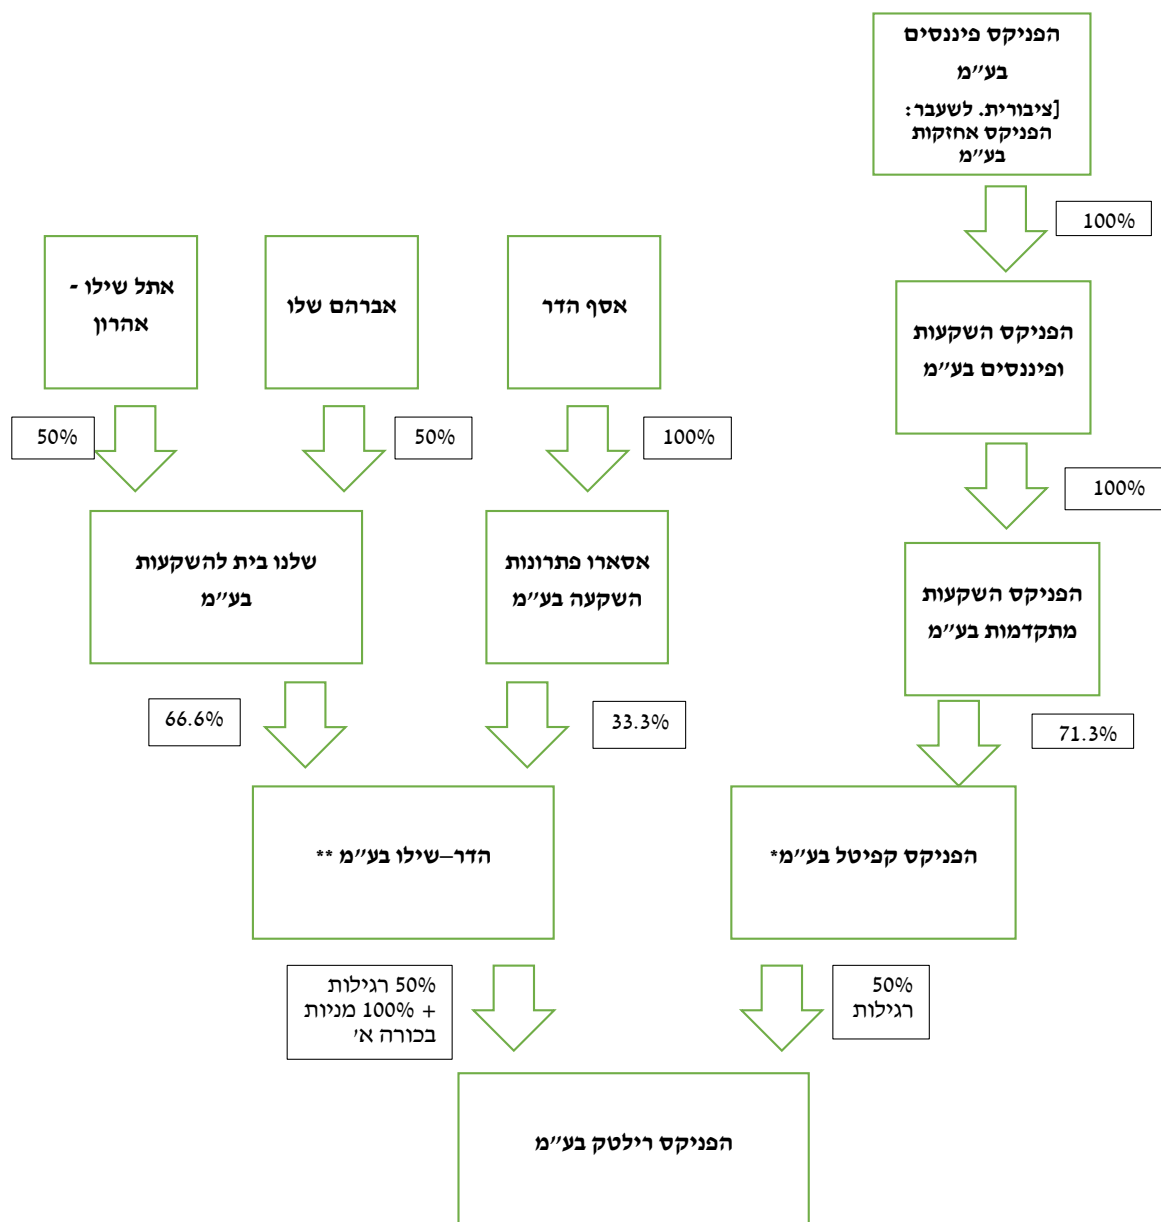 הפניקס פיננסים
בע״מ
[ציבורית. לשעבר:
הפניקס אחזקות
בע״מ
100%
אתל שילו -
אהרון
אברהם שלו
אסף הדר
הפניקס השקעות
ופיננסים בע״מ
50%
50%
100%
100%
שלנו בית להשקעות
בע״מ
אסארו פתרונות
השקעה בע״מ
הפניקס השקעות
מתקדמות בע״מ
66.6%
33.3%
71.3%
הדר–שילו בע״מ **
הפניקס קפיטל בע״מ*
50% רגילות
+ 100% מניות
בכורה א׳
50%
רגילות
הפניקס רילטק בע״מ